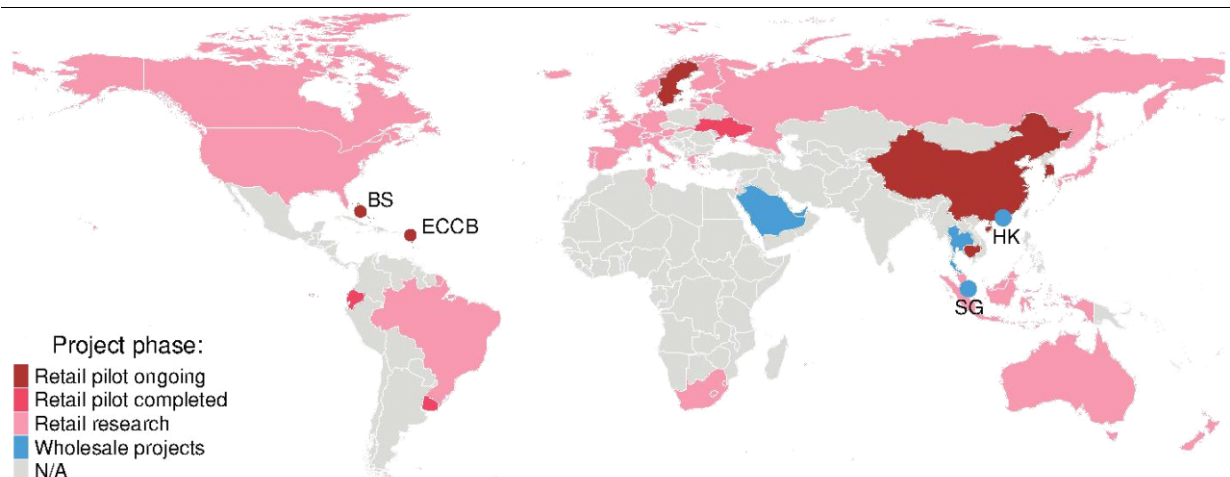 BS
ECCB
HK
SG
Project phase:
Retail pilot ongoing
Retail pilot completed
Retail research
Wholesale projects
N/A